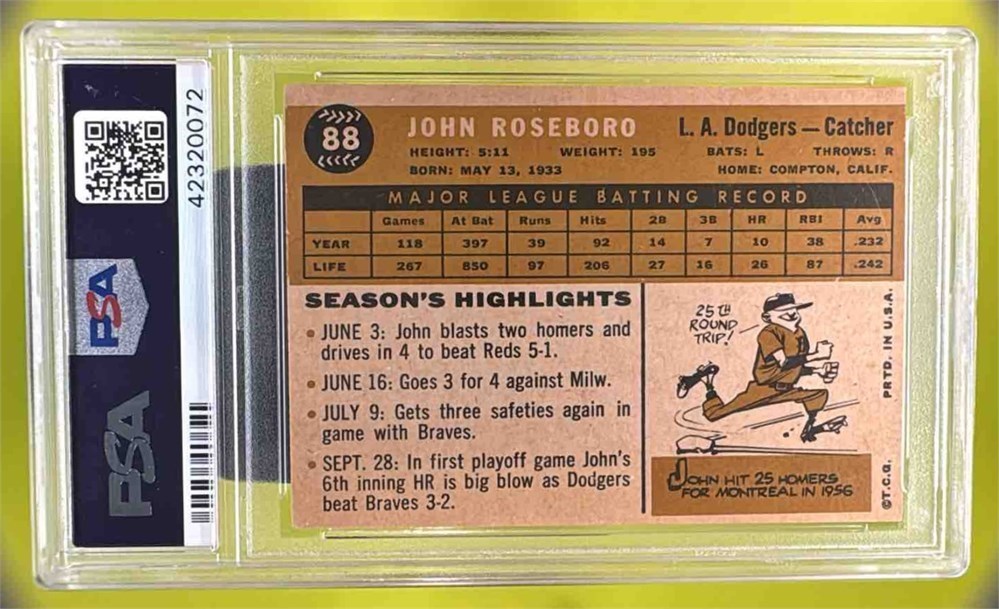 42320072
PSA
PSA
88
JOHN ROSEBORO
L. A. Dodgers — Catcher
HEIGHT: 5:11 WEIGHT: 195 BATS: L THROWS: R
BORN: MAY 13, 1933 HOME: COMPTON, CALIF.
MAJOR LEAGUE BATTING RECORD
Games At Bat Runs Hits 2B 3B HR RBI Avg
YEAR 118 397 39 92 14 7 10 38 .232
LIFE 267 850 97 206 27 16 26 87 .242
SEASON'S HIGHLIGHTS
• JUNE 3: John blasts two homers and
drives in 4 to beat Reds 5-1.
• JUNE 16: Goes 3 for 4 against Milw.
• JULY 9: Gets three safeties again in
game with Braves.
• SEPT. 28: In first playoff game John's
6th inning HR is big blow as Dodgers
beat Braves 3-2.
25TH
ROUND
TRIP!
B
JOHN HIT 25 HOMERS
FOR MONTREAL IN 1956
©T.C.G. PRTD. IN U.S.A.